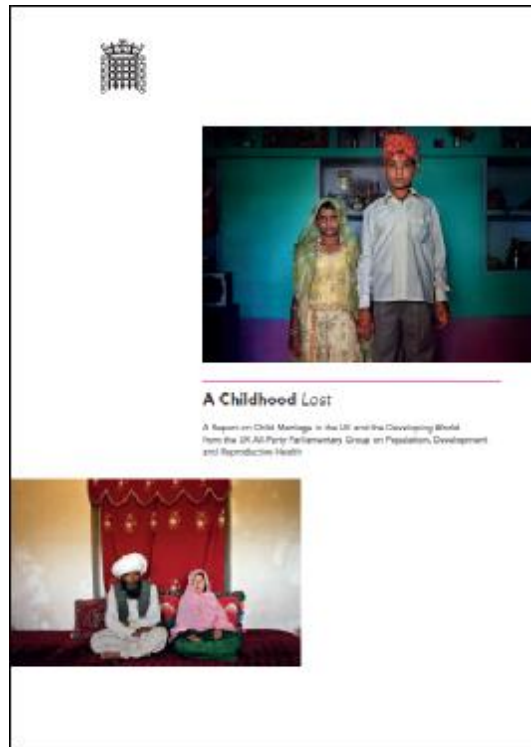 A Childhood Lost
A Report on Child Marriage in the UK and the Developing World
from the UK All-Party Parliamentary Group on Population, Development
and Reproductive Health